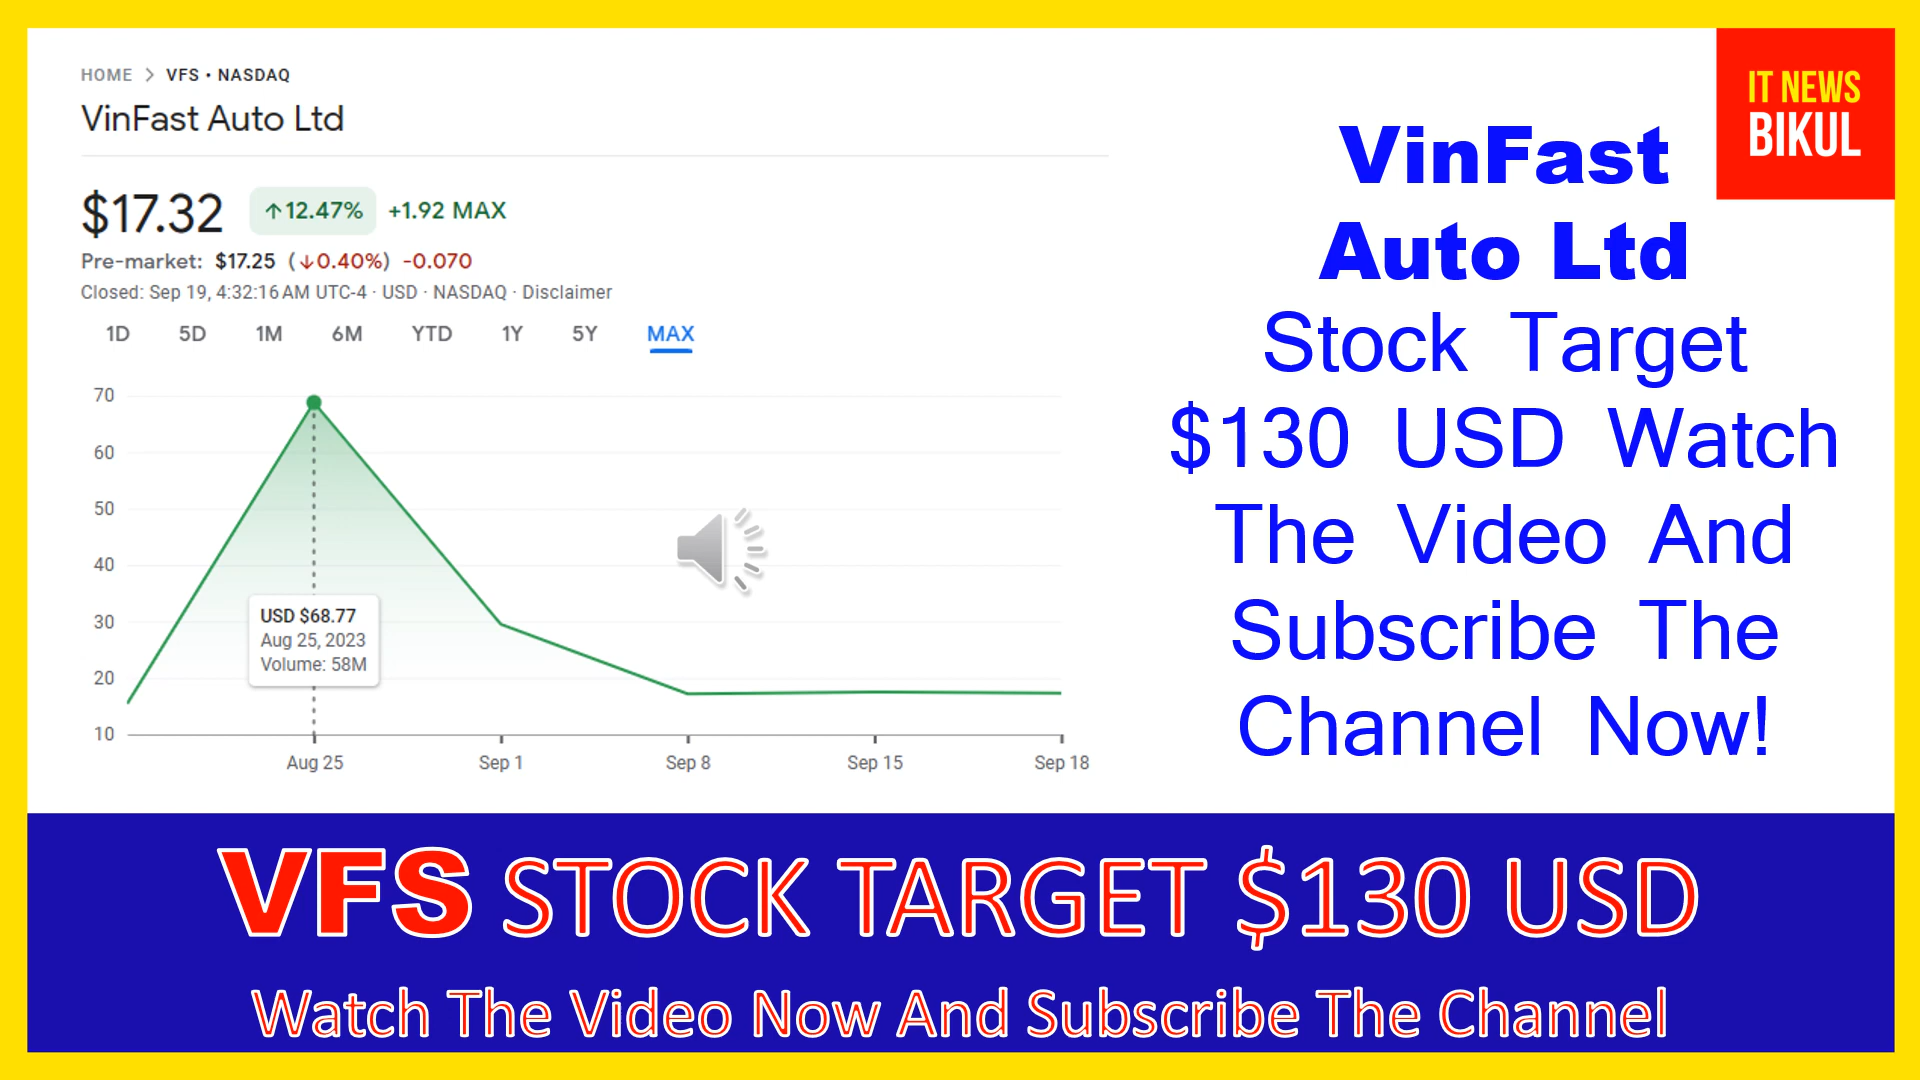 HOME > VFS • NASDAQ
VinFast Auto Ltd
$17.32 ↑12.47% +1.92 MAX
Pre-market: $17.25 (↓0.40%) -0.070
Closed: Sep 19, 4:32:16 AM UTC-4 · USD · NASDAQ · Disclaimer
1D 5D 1M 6M YTD 1Y 5Y MAX
70
60
50
40
30
20
10
USD $68.77
Aug 25, 2023
Volume: 58M
Aug 25 Sep 1 Sep 8 Sep 15 Sep 18
IT NEWS
BIKUL
VinFast
Auto Ltd
Stock Target
$130 USD Watch
The Video And
Subscribe The
Channel Now!
VFS STOCK TARGET $130 USD
Watch The Video Now And Subscribe The Channel